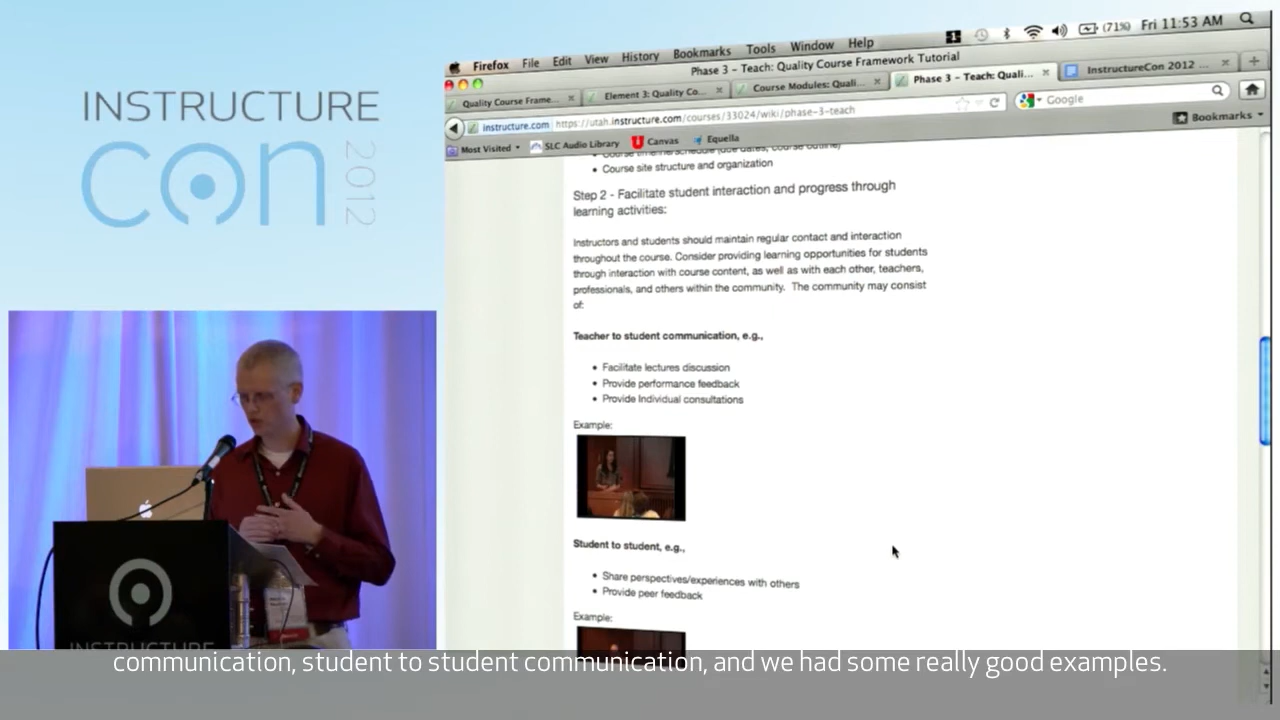 INSTRUCTURE
con 2012
Firefox File Edit View History Bookmarks Tools Window Help
1 (71%) Fri 11:53 AM
Phase 3 - Teach: Quality Course Framework Tutorial
Quality Course Frame... Element 3: Quality Co... Course Modules: Quali... Phase 3 - Teach: Quali... InstructureCon 2012 ...
instructure.com https://utah.instructure.com/courses/33024/wiki/phase-3-teach Google
Most Visited SLC Audio Library Canvas Equella Bookmarks
Course site structure and organization
Step 2 - Facilitate student interaction and progress through
learning activities:
Instructors and students should maintain regular contact and interaction
throughout the course. Consider providing learning opportunities for students
through interaction with course content, as well as with each other, teachers,
professionals, and others within the community. The community may consist
of:
Teacher to student communication, e.g.,
• Facilitate lectures discussion
• Provide performance feedback
• Provide Individual consultations
Example:
Student to student, e.g.,
• Share perspectives/experiences with others
• Provide peer feedback
Example:
INSTRUCTURE
communication, student to student communication, and we had some really good examples.